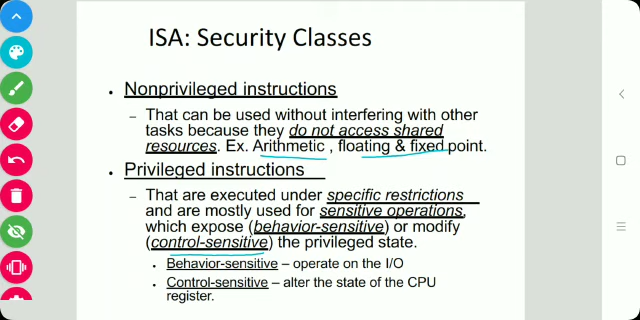 ISA: Security Classes
• Nonprivileged instructions
– That can be used without interfering with other
tasks because they do not access shared
resources. Ex. Arithmetic , floating & fixed point.
• Privileged instructions
– That are executed under specific restrictions
and are mostly used for sensitive operations,
which expose (behavior-sensitive) or modify
(control-sensitive) the privileged state.
• Behavior-sensitive – operate on the I/O
• Control-sensitive – alter the state of the CPU
register.